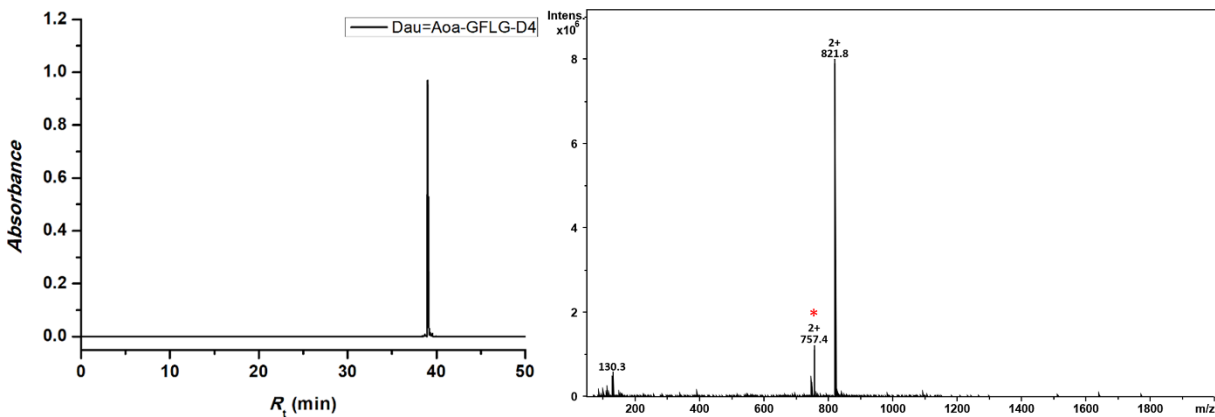 Dau=Aoa-GFLG-D4
1.2
1.0
0.8
0.6
0.4
0.2
0.0
Absorbance
0 10 20 30 40 50
Rt (min)
Intens.
x10⁶
8
6
4
2
0
2+
821.8
*
2+
757.4
130.3
200 400 600 800 1000 1200 1400 1600 1800 m/z